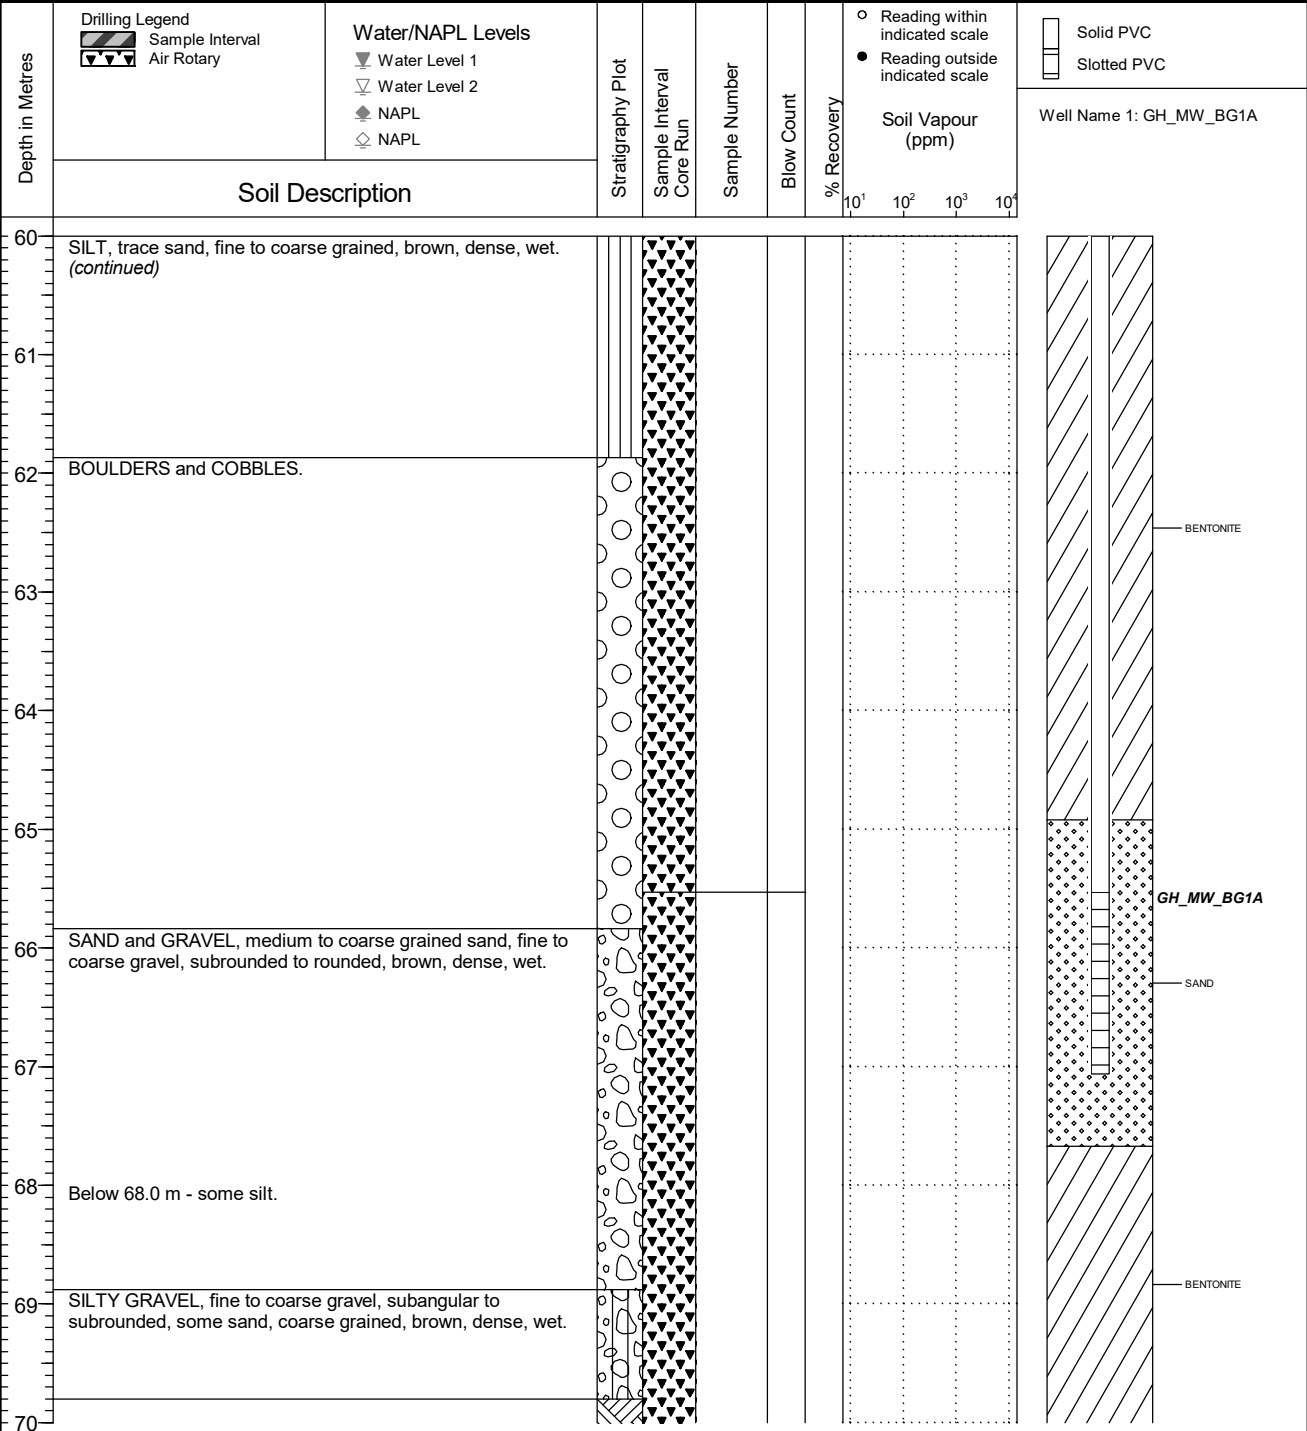 Depth in Metres
Drilling Legend
Sample Interval
Air Rotary
Water/NAPL Levels
Water Level 1
Water Level 2
NAPL
NAPL
Soil Description
Stratigraphy Plot
Sample Interval
Core Run
Sample Number
Blow Count
% Recovery
Reading within
indicated scale
Reading outside
indicated scale
Soil Vapour
(ppm)
10¹ 10² 10³ 10⁴
Solid PVC
Slotted PVC
Well Name 1: GH_MW_BG1A
60
SILT, trace sand, fine to coarse grained, brown, dense, wet.
(continued)
61
62
BOULDERS and COBBLES.
BENTONITE
63
64
65
GH_MW_BG1A
66
SAND and GRAVEL, medium to coarse grained sand, fine to
coarse gravel, subrounded to rounded, brown, dense, wet.
SAND
67
68
Below 68.0 m - some silt.
BENTONITE
69
SILTY GRAVEL, fine to coarse gravel, subangular to
subrounded, some sand, coarse grained, brown, dense, wet.
70